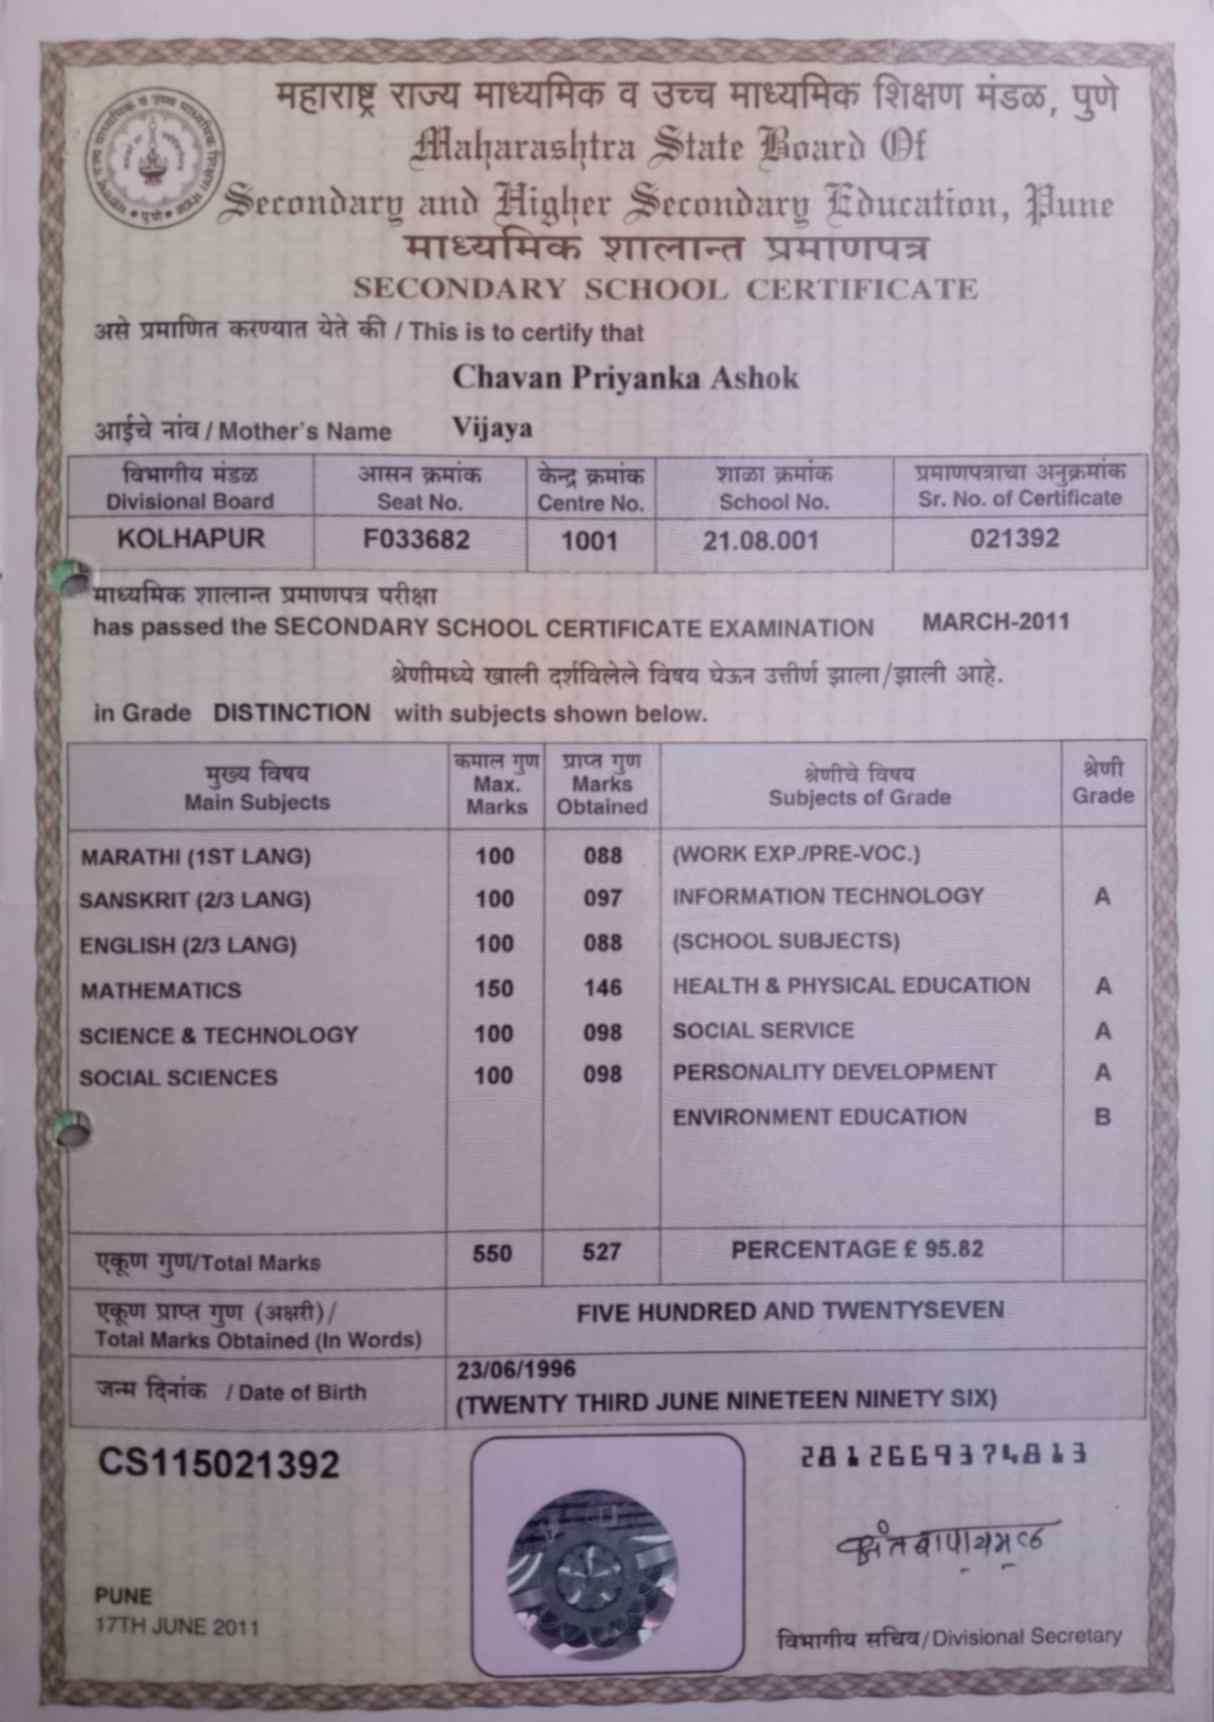 महाराष्ट्र राज्य माध्यमिक व उच्च माध्यमिक शिक्षण मंडळ, पुणे
Maharashtra State Board Of
Secondary and Higher Secondary Education, Pune
माध्यमिक शालान्त प्रमाणपत्र
SECONDARY SCHOOL CERTIFICATE
असे प्रमाणित करण्यात येते की / This is to certify that
Chavan Priyanka Ashok
आईचे नांव / Mother's Name Vijaya
विभागीय मंडळ आसन क्रमांक केन्द्र क्रमांक शाळा क्रमांक प्रमाणपत्राचा अनुक्रमांक
Divisional Board Seat No. Centre No. School No. Sr. No. of Certificate
KOLHAPUR F033682 1001 21.08.001 021392
माध्यमिक शालान्त प्रमाणपत्र परीक्षा
has passed the SECONDARY SCHOOL CERTIFICATE EXAMINATION MARCH-2011
श्रेणीमध्ये खाली दर्शविलेले विषय घेऊन उत्तीर्ण झाला/झाली आहे.
in Grade DISTINCTION with subjects shown below.
मुख्य विषय कमाल गुण प्राप्त गुण श्रेणीचे विषय श्रेणी
Main Subjects Max. Marks Marks Obtained Subjects of Grade Grade
MARATHI (1ST LANG) 100 088 (WORK EXP./PRE-VOC.)
SANSKRIT (2/3 LANG) 100 097 INFORMATION TECHNOLOGY A
ENGLISH (2/3 LANG) 100 088 (SCHOOL SUBJECTS)
MATHEMATICS 150 146 HEALTH & PHYSICAL EDUCATION A
SCIENCE & TECHNOLOGY 100 098 SOCIAL SERVICE A
SOCIAL SCIENCES 100 098 PERSONALITY DEVELOPMENT A
ENVIRONMENT EDUCATION B
एकूण गुण/Total Marks 550 527 PERCENTAGE £ 95.82
एकूण प्राप्त गुण (अक्षरी)/
Total Marks Obtained (In Words) FIVE HUNDRED AND TWENTYSEVEN
जन्म दिनांक / Date of Birth 23/06/1996
(TWENTY THIRD JUNE NINETEEN NINETY SIX)
CS115021392 2812669374813
PUNE
17TH JUNE 2011
विभागीय सचिव/Divisional Secretary